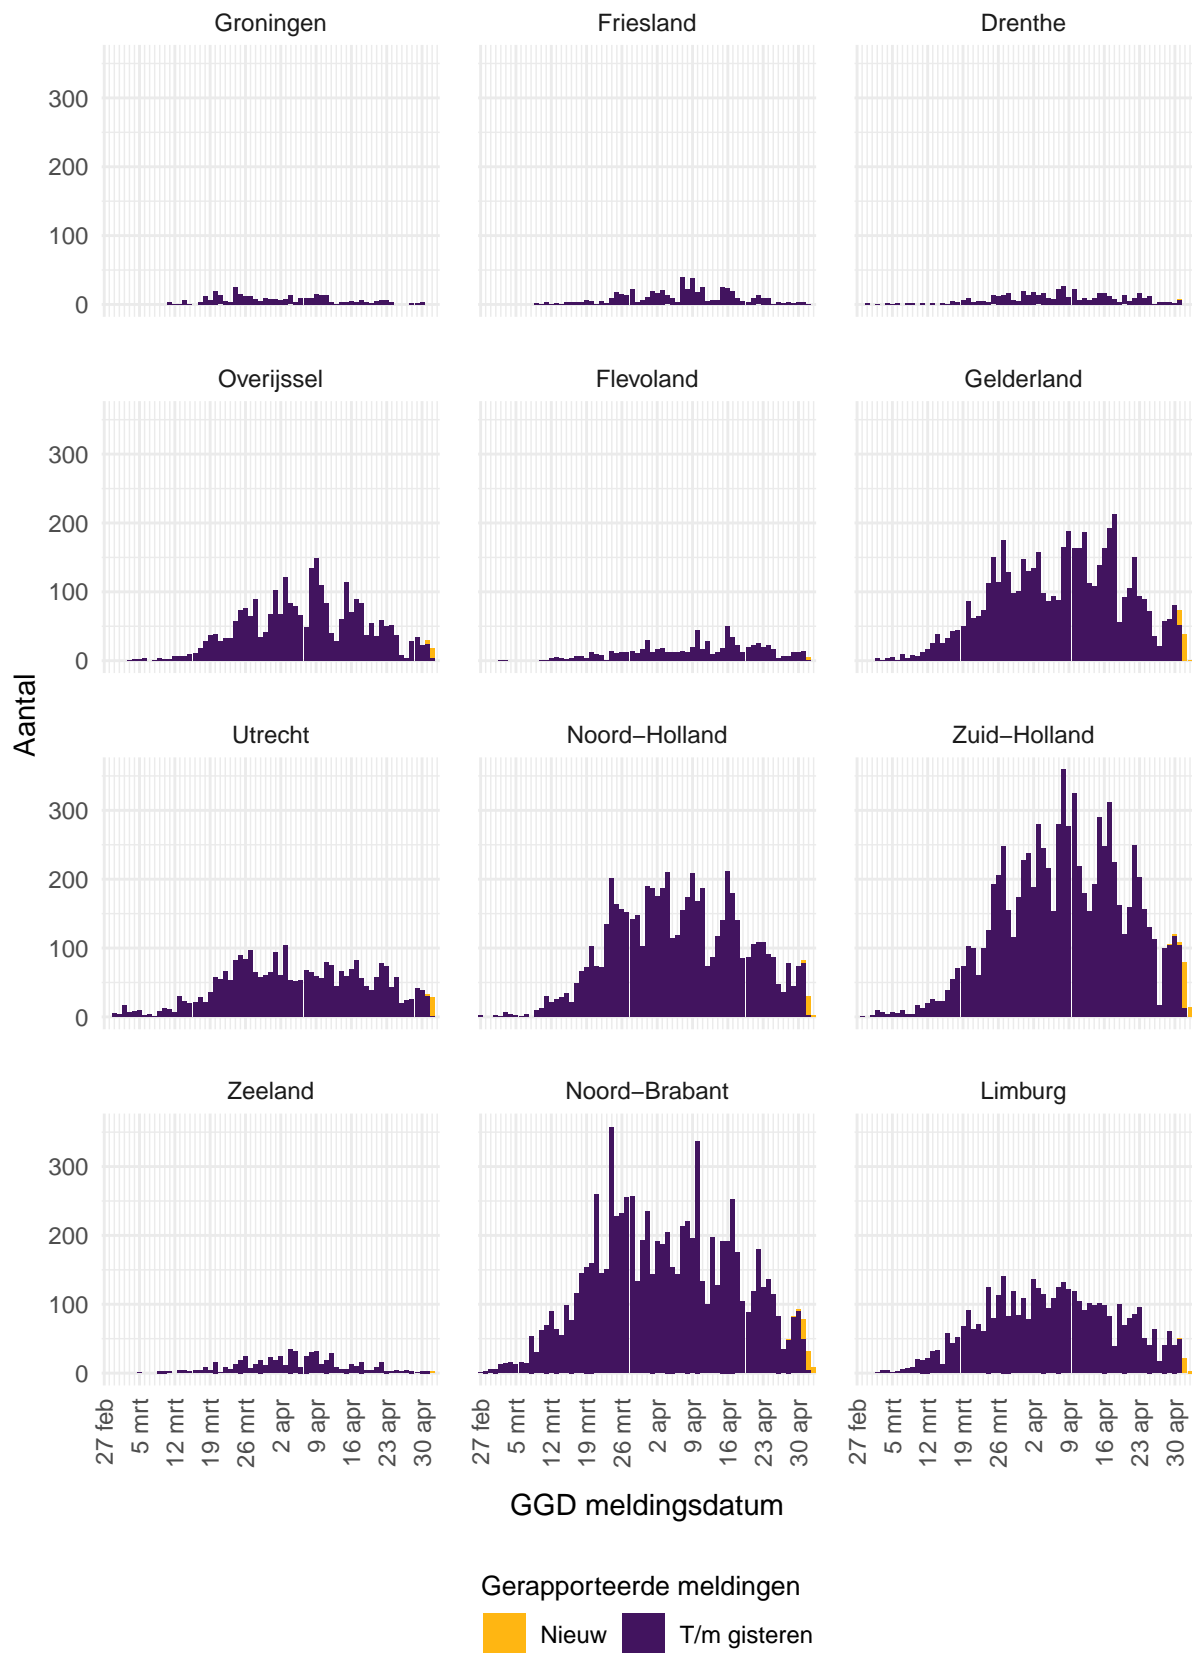 Groningen
Friesland
Drenthe
300
200
100
0
Overijssel
Flevoland
Gelderland
300
200
100
0
Aantal
Utrecht
Noord−Holland
Zuid−Holland
300
200
100
0
Zeeland
Noord−Brabant
Limburg
300
200
100
0
27 feb
5 mrt
12 mrt
19 mrt
26 mrt
2 apr
9 apr
16 apr
23 apr
30 apr
27 feb
5 mrt
12 mrt
19 mrt
26 mrt
2 apr
9 apr
16 apr
23 apr
30 apr
27 feb
5 mrt
12 mrt
19 mrt
26 mrt
2 apr
9 apr
16 apr
23 apr
30 apr
GGD meldingsdatum
Gerapporteerde meldingen
Nieuw
T/m gisteren